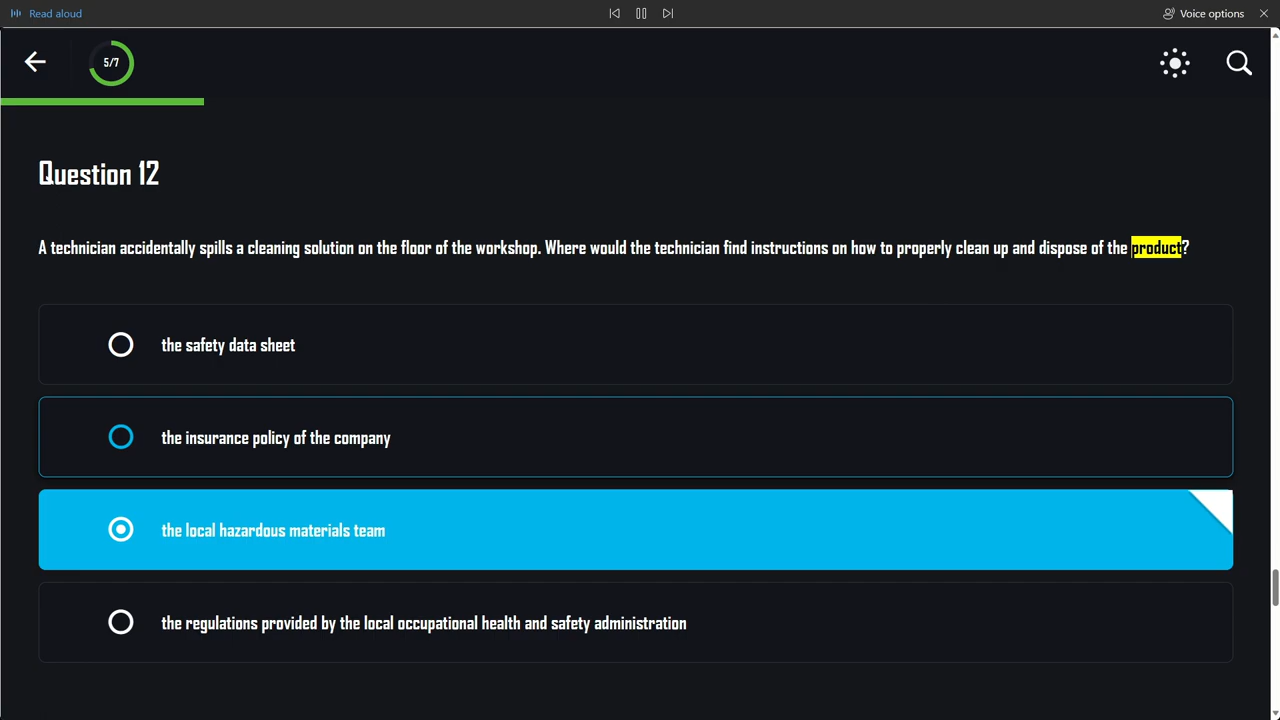 Read aloud
Voice options
5/7
Question 12
A technician accidentally spills a cleaning solution on the floor of the workshop. Where would the technician find instructions on how to properly clean up and dispose of the product?
the safety data sheet
the insurance policy of the company
the local hazardous materials team
the regulations provided by the local occupational health and safety administration